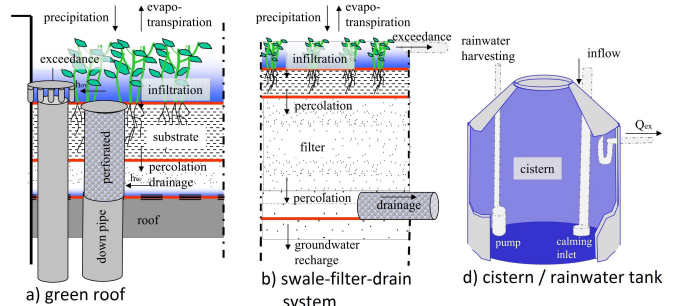 precipitation
evapo-
transpiration
exceedance
infiltration
substrate
perforated
percolation
drainage
roof
down pipe
a) green roof
precipitation
evapo-
transpiration
exceedance
infiltration
percolation
filter
percolation
drainage
groundwater
recharge
b) swale-filter-drain
system
rainwater
harvesting
inflow
Qex
cistern
pump
calming
inlet
d) cistern / rainwater tank